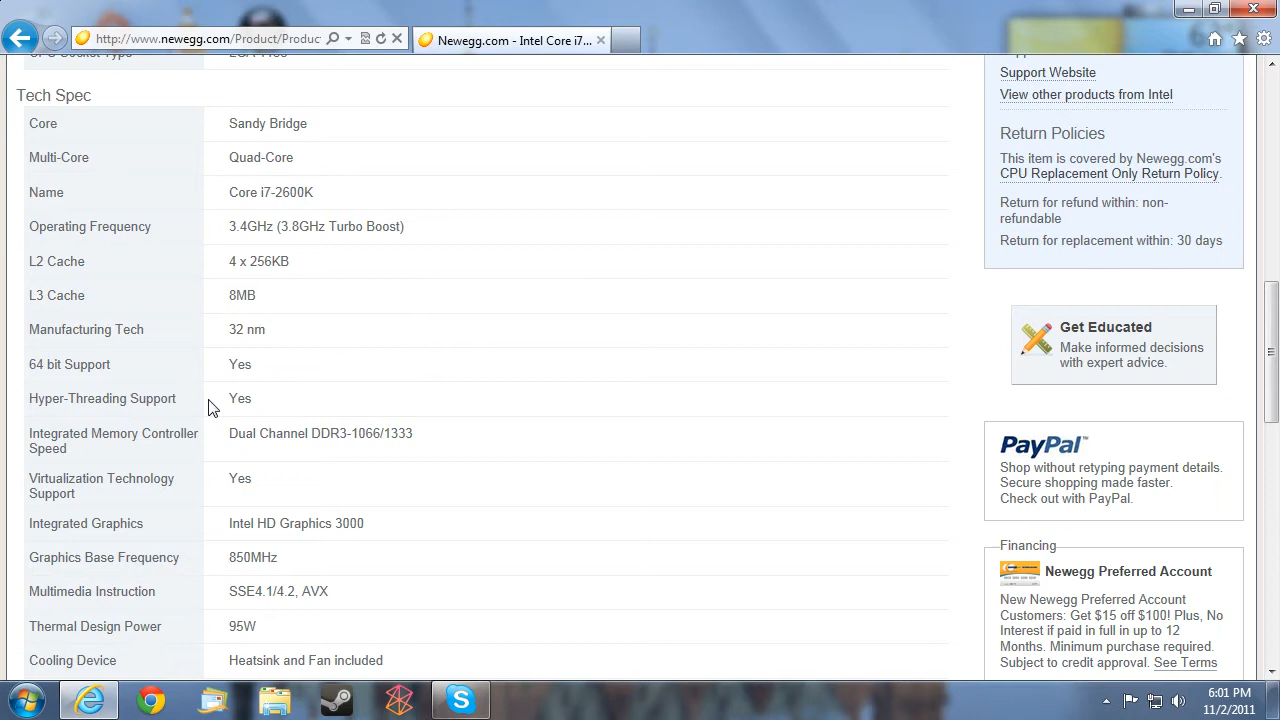 http://www.newegg.com/Product/Produc
Newegg.com - Intel Core i7...
Tech Spec
Core Sandy Bridge
Multi-Core Quad-Core
Name Core i7-2600K
Operating Frequency 3.4GHz (3.8GHz Turbo Boost)
L2 Cache 4 x 256KB
L3 Cache 8MB
Manufacturing Tech 32 nm
64 bit Support Yes
Hyper-Threading Support Yes
Integrated Memory Controller Speed Dual Channel DDR3-1066/1333
Virtualization Technology Support Yes
Integrated Graphics Intel HD Graphics 3000
Graphics Base Frequency 850MHz
Multimedia Instruction SSE4.1/4.2, AVX
Thermal Design Power 95W
Cooling Device Heatsink and Fan included
Support Website
View other products from Intel
Return Policies
This item is covered by Newegg.com's
CPU Replacement Only Return Policy.
Return for refund within: non-
refundable
Return for replacement within: 30 days
Get Educated
Make informed decisions
with expert advice.
PayPal™
Shop without retyping payment details.
Secure shopping made faster.
Check out with PayPal.
Financing
Newegg Preferred Account
New Newegg Preferred Account
Customers: Get $15 off $100! Plus, No
Interest if paid in full in up to 12
Months. Minimum purchase required.
Subject to credit approval. See Terms
6:01 PM
11/2/2011